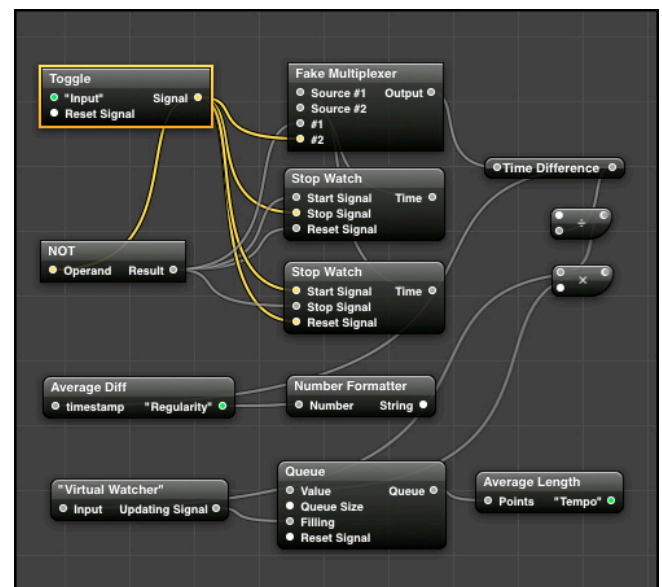 Toggle
"Input" Signal
Reset Signal
Fake Multiplexer
Source #1 Output
Source #2
#1
#2
Time Difference
Stop Watch
Start Signal Time
Stop Signal
Reset Signal
÷
NOT
Operand Result
Stop Watch
Start Signal Time
Stop Signal
Reset Signal
×
Average Diff
timestamp "Regularity"
Number Formatter
Number String
"Virtual Watcher"
Input Updating Signal
Queue
Value Queue
Queue Size
Filling
Reset Signal
Average Length
Points "Tempo"